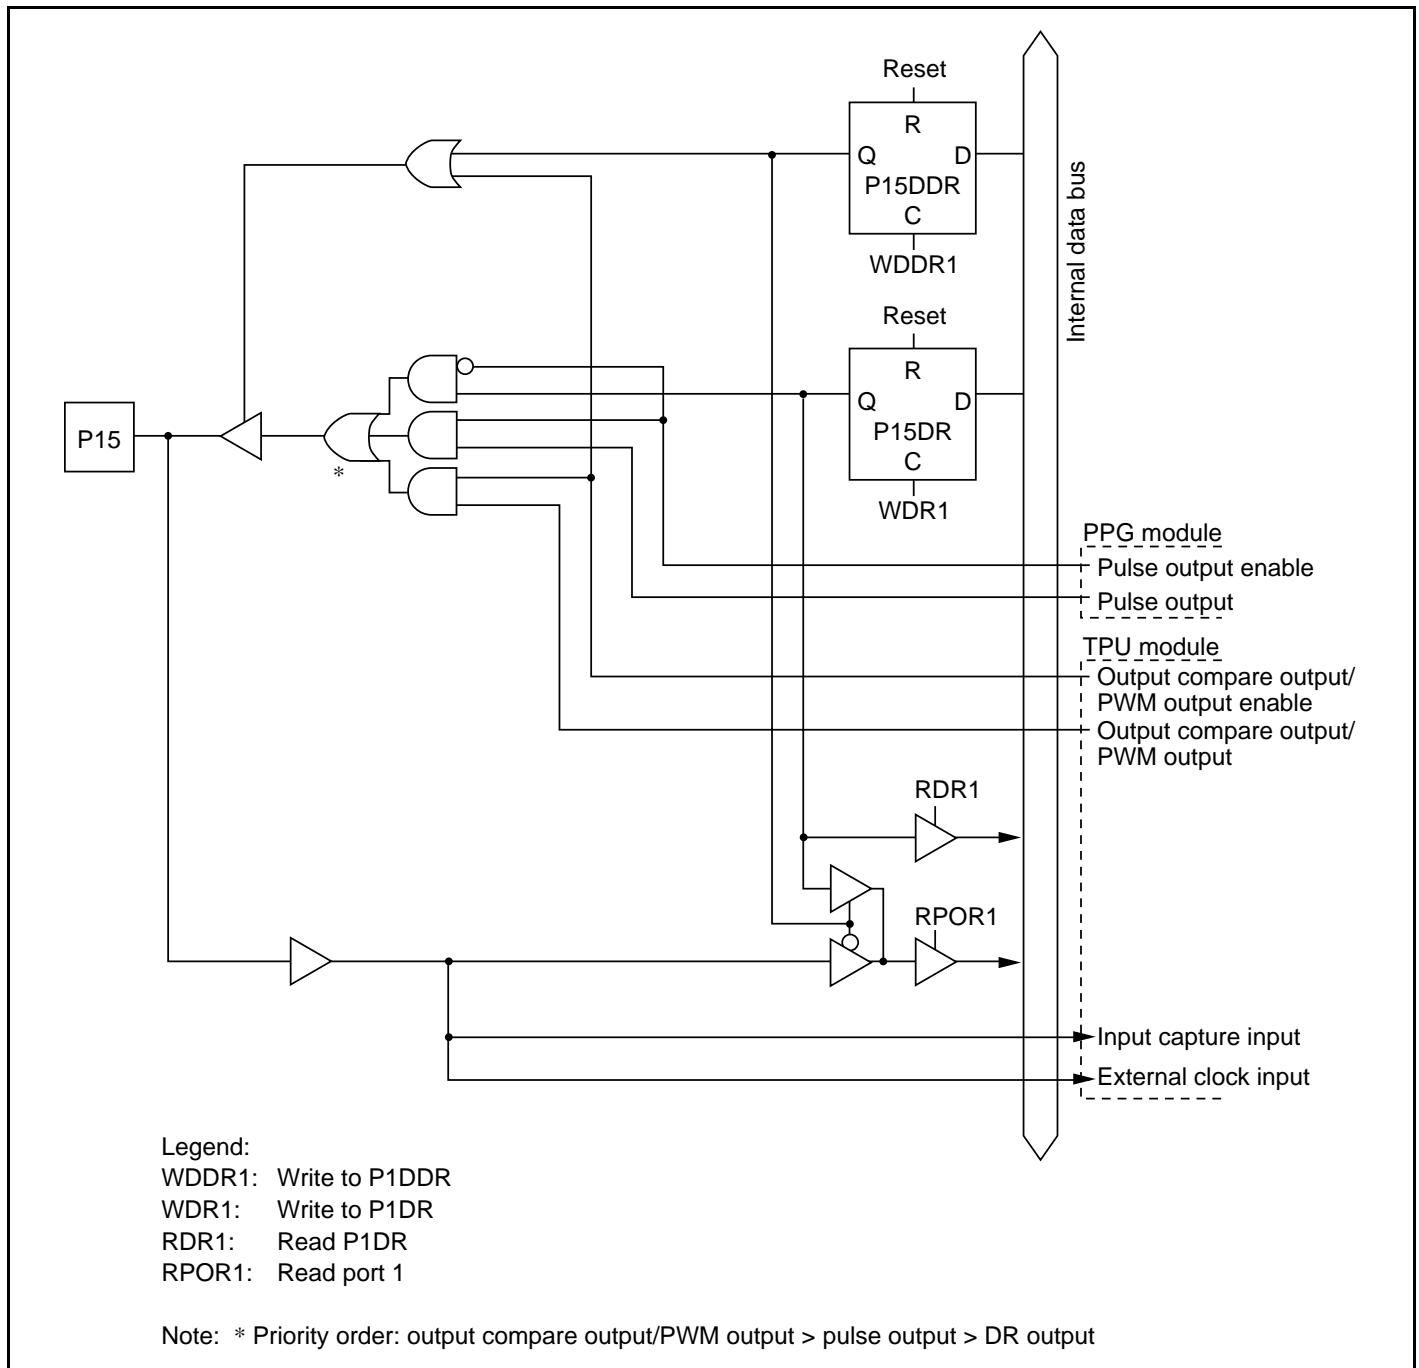 Reset
R
Q
D
P15DDR
C
WDDR1
Internal data bus
Reset
R
Q
D
P15DR
C
WDR1
P15
*
PPG module
Pulse output enable
Pulse output
TPU module
Output compare output/
PWM output enable
Output compare output/
PWM output
RDR1
RPOR1
Input capture input
External clock input
Legend:
WDDR1: Write to P1DDR
WDR1: Write to P1DR
RDR1: Read P1DR
RPOR1: Read port 1
Note: * Priority order: output compare output/PWM output > pulse output > DR output